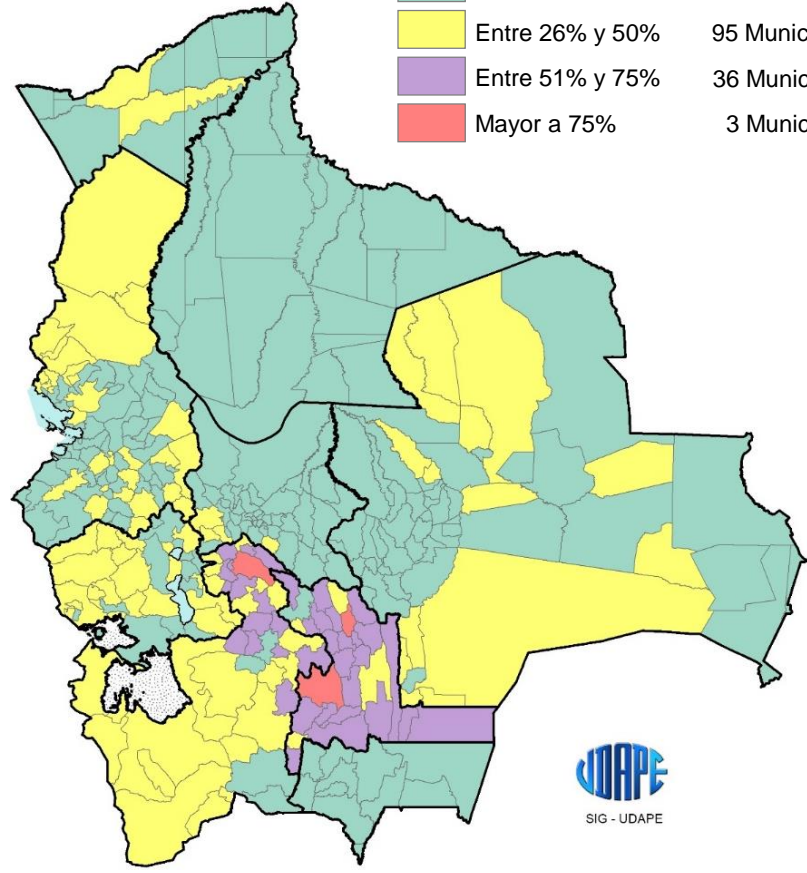 Entre 26% y 50% 95 Munic
Entre 51% y 75% 36 Munic
Mayor a 75% 3 Munic
UDAPE
SIG - UDAPE